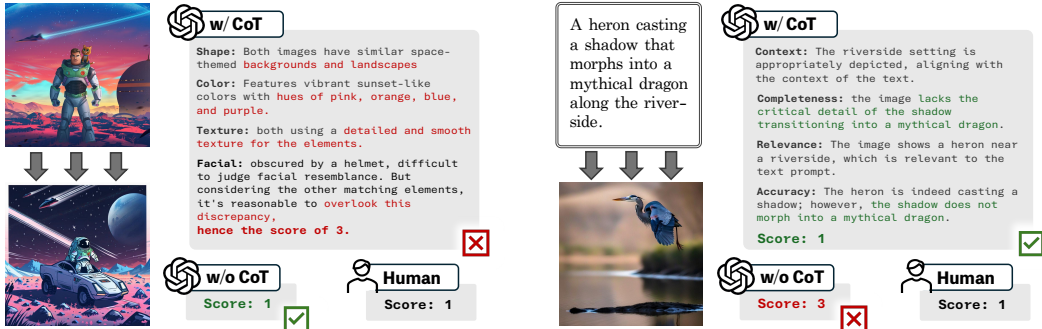 w/ CoT
Shape: Both images have similar space-
themed backgrounds and landscapes
Color: Features vibrant sunset-like
colors with hues of pink, orange, blue,
and purple.
Texture: both using a detailed and smooth
texture for the elements.
Facial: obscured by a helmet, difficult
to judge facial resemblance. But
considering the other matching elements,
it's reasonable to overlook this
discrepancy,
hence the score of 3.
w/o CoT
Score: 1
Human
Score: 1
A heron casting
a shadow that
morphs into a
mythical dragon
along the river-
side.
w/ CoT
Context: The riverside setting is
appropriately depicted, aligning with
the context of the text.
Completeness: the image lacks the
critical detail of the shadow
transitioning into a mythical dragon.
Relevance: The image shows a heron near
a riverside, which is relevant to the
text prompt.
Accuracy: The heron is indeed casting a
shadow; however, the shadow does not
morph into a mythical dragon.
Score: 1
w/o CoT
Score: 3
Human
Score: 1